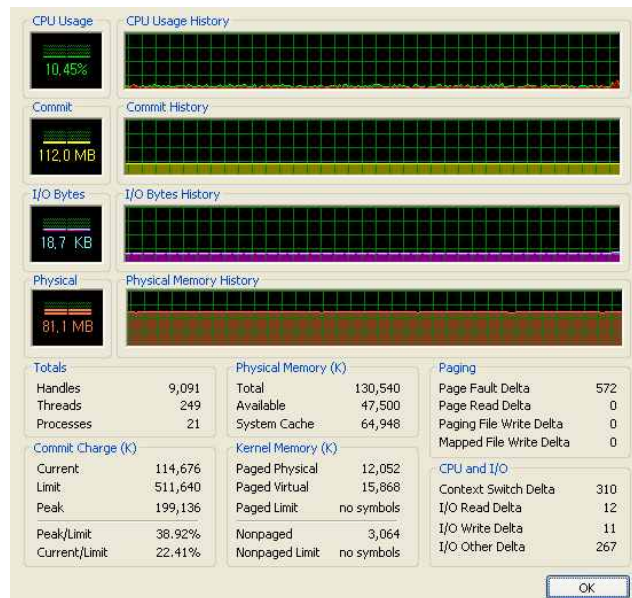 CPU Usage
CPU Usage History
10,45%
Commit
Commit History
112,0 MB
I/O Bytes
I/O Bytes History
18,7 KB
Physical
Physical Memory History
81,1 MB
Totals
Handles 9,091
Threads 249
Processes 21
Physical Memory (K)
Total 130,540
Available 47,500
System Cache 64,948
Paging
Page Fault Delta 572
Page Read Delta 0
Paging File Write Delta 0
Mapped File Write Delta 0
Commit Charge (K)
Current 114,676
Limit 511,640
Peak 199,136
Peak/Limit 38.92%
Current/Limit 22.41%
Kernel Memory (K)
Paged Physical 12,052
Paged Virtual 15,868
Paged Limit no symbols
Nonpaged 3,064
Nonpaged Limit no symbols
CPU and I/O
Context Switch Delta 310
I/O Read Delta 12
I/O Write Delta 11
I/O Other Delta 267
OK